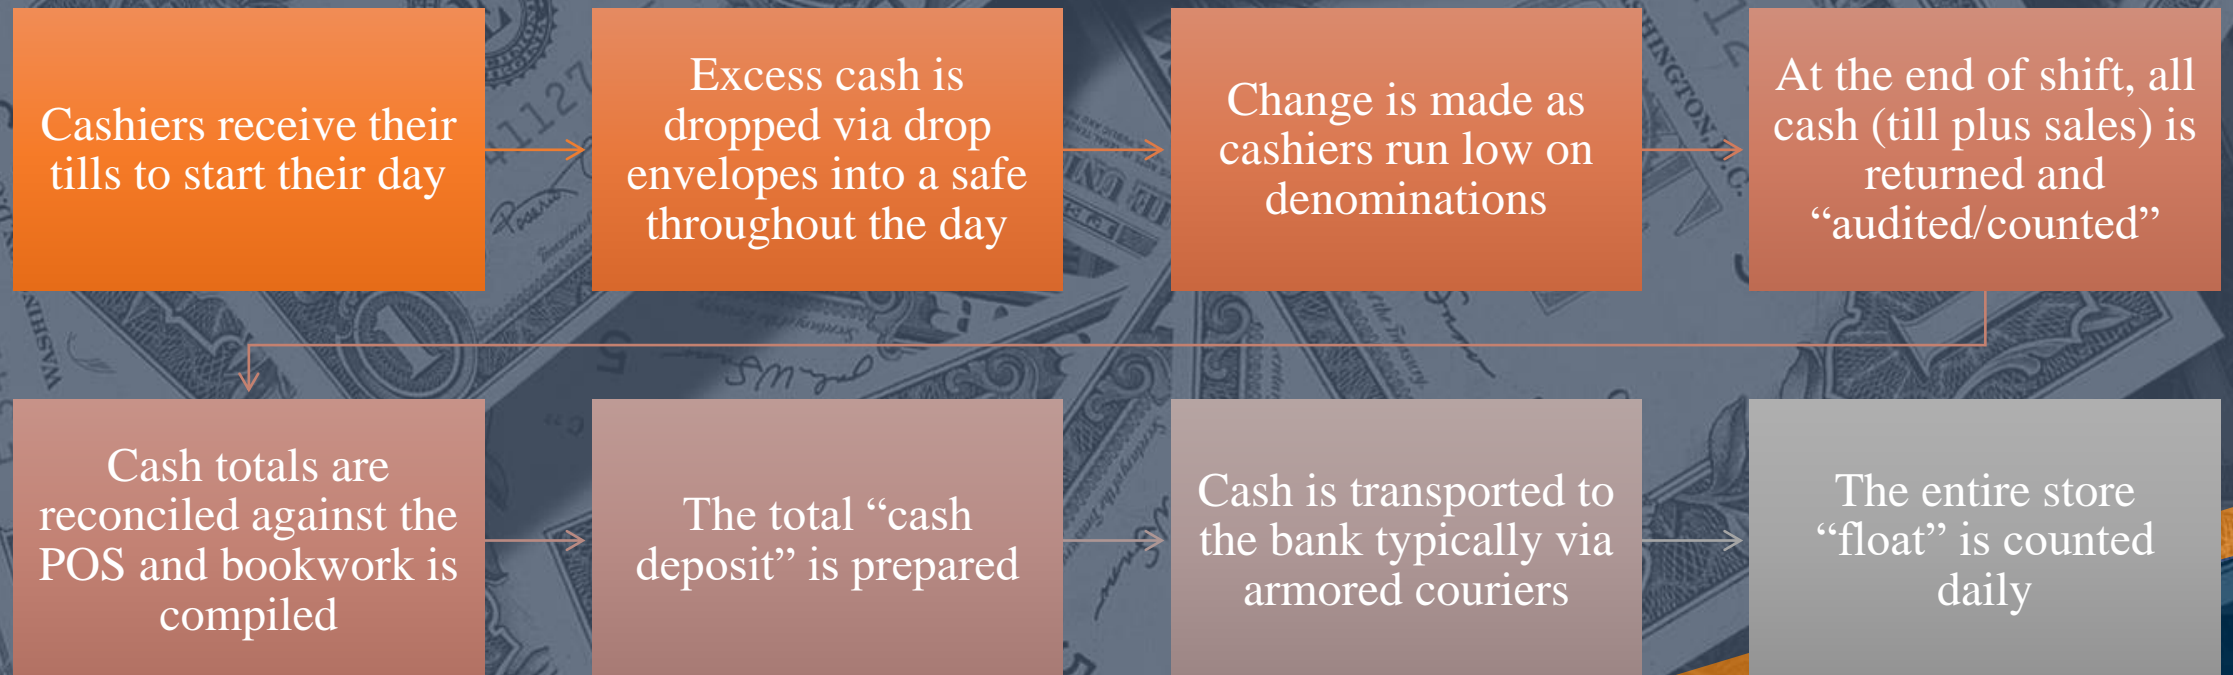 Cashiers receive their
tills to start their day
Excess cash is
dropped via drop
envelopes into a safe
throughout the day
Change is made as
cashiers run low on
denominations
At the end of shift, all
cash (till plus sales) is
returned and
“audited/counted”
Cash totals are
reconciled against the
POS and bookwork is
compiled
The total “cash
deposit” is prepared
Cash is transported to
the bank typically via
armored couriers
The entire store
“float” is counted
daily